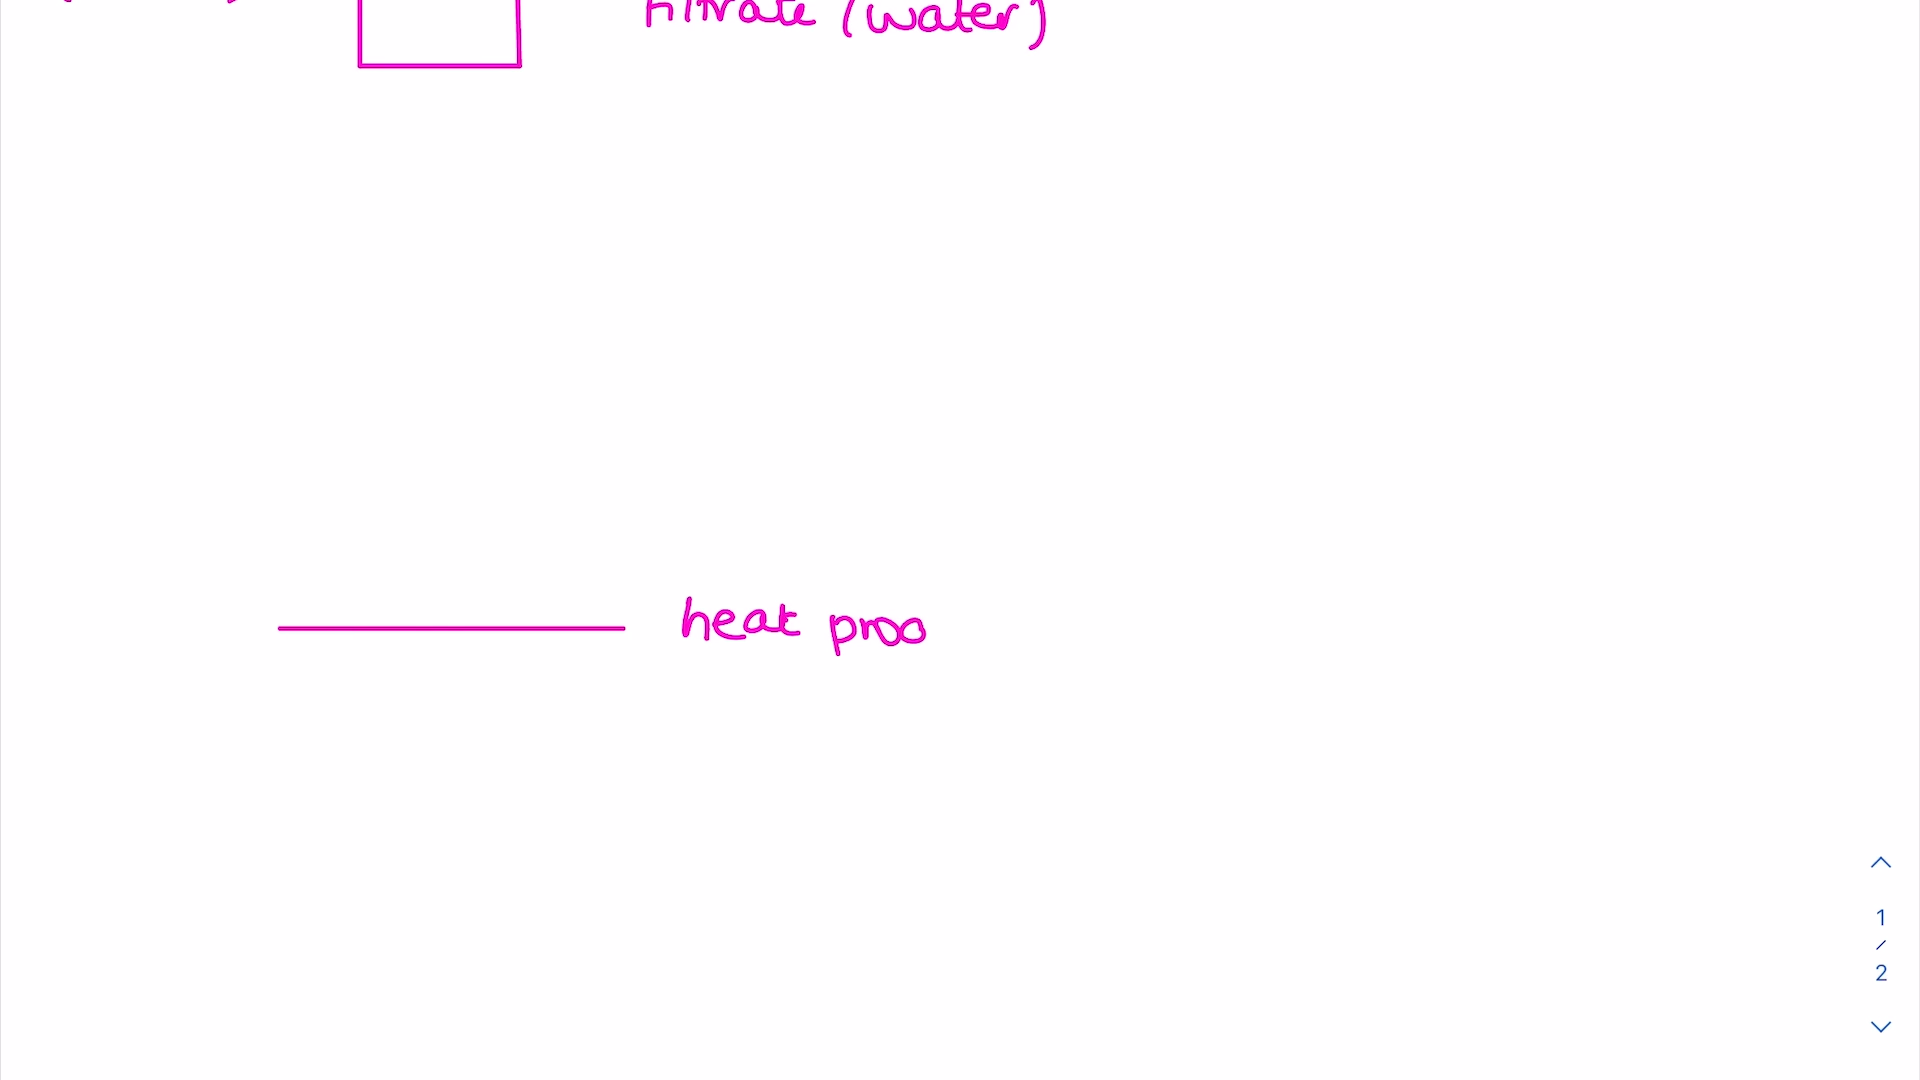 filtrate (water)
heat proo
1
/
2